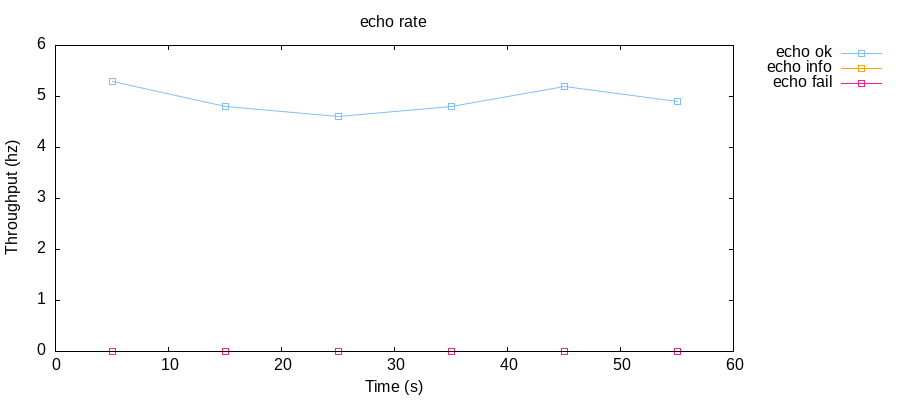 echo rate
echo ok
echo info
echo fail
Throughput (hz)
6
5
4
3
2
1
0
0 10 20 30 40 50 60
Time (s)